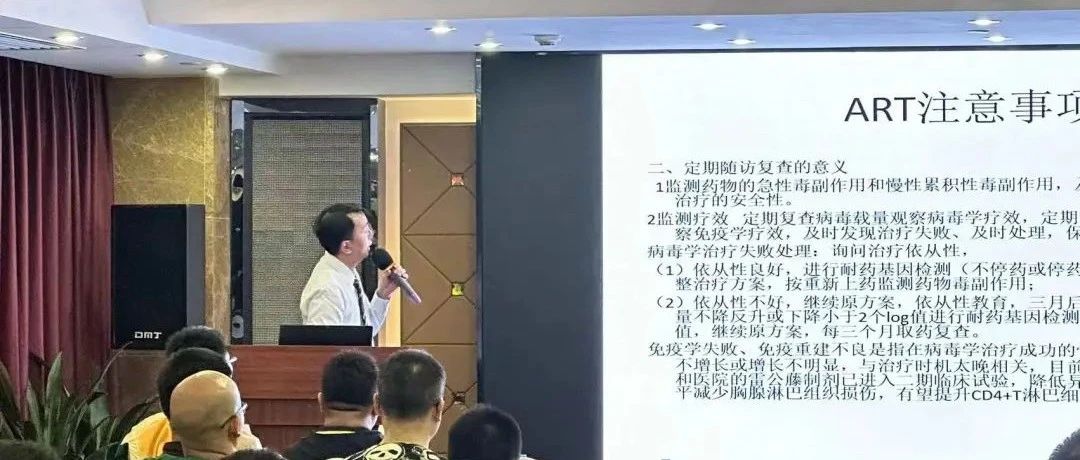 ART注意事项
二、定期随访复查的意义
1监测药物的急性毒副作用和慢性累积性毒副作用，
治疗的安全性。
2监测疗效 定期复查病毒载量观察病毒学疗效，定期
察免疫学疗效，及时发现治疗失败、及时处理，保
病毒学治疗失败处理：询问治疗依从性，
（1）依从性良好，进行耐药基因检测（不停药或停药
整治疗方案，按重新上药监测药物毒副作用；
（2）依从性不好，继续原方案，依从性教育，三月后
量不降反升或下降小于2个log值进行耐药基因检测
值，继续原方案，每三个月取药复查。
免疫学失败、免疫重建不良是指在病毒学治疗成功的
不增长或增长不明显，与治疗时机太晚相关，目前
和医院的雷公藤制剂已进入二期临床试验，降低
平减少胸腺淋巴组织损伤，有望提升CD4+T淋巴细
DMT